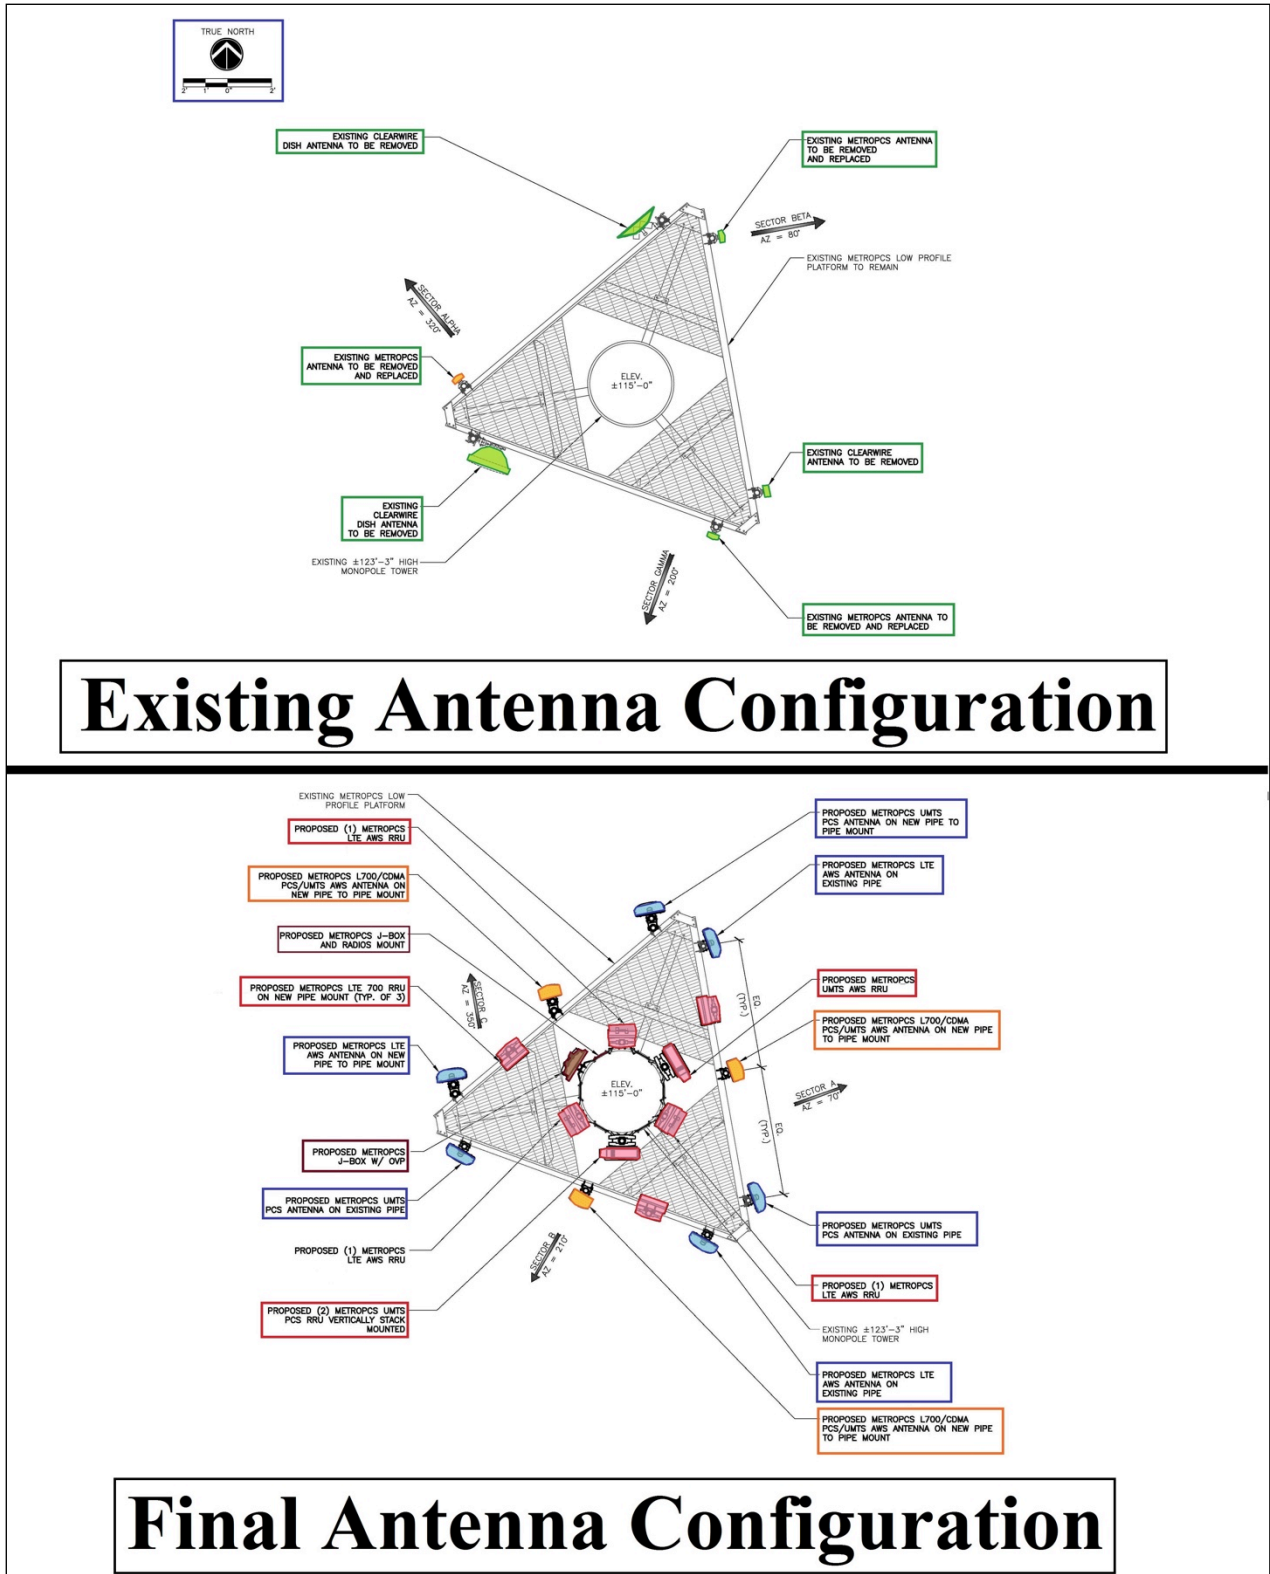 TRUE NORTH
2' 1' 0" 2'
EXISTING CLEARWIRE
DISH ANTENNA TO BE REMOVED
EXISTING METROPCS ANTENNA
TO BE REMOVED
AND REPLACED
SECTOR BETA
AZ = 80°
EXISTING METROPCS LOW PROFILE
PLATFORM TO REMAIN
SECTOR ALPHA
AZ = 320°
EXISTING METROPCS
ANTENNA TO BE REMOVED
AND REPLACED
ELEV.
±115'-0"
EXISTING CLEARWIRE
ANTENNA TO BE REMOVED
EXISTING
CLEARWIRE
DISH ANTENNA
TO BE REMOVED
EXISTING ±123'-3" HIGH
MONOPOLE TOWER
SECTOR GAMMA
AZ = 200°
EXISTING METROPCS ANTENNA TO
BE REMOVED AND REPLACED
Existing Antenna Configuration
EXISTING METROPCS LOW
PROFILE PLATFORM
PROPOSED (1) METROPCS
LTE AWS RRU
PROPOSED METROPCS L700/CDMA
PCS/UMTS AWS ANTENNA ON
NEW PIPE TO PIPE MOUNT
PROPOSED METROPCS J-BOX
AND RADIOS MOUNT
PROPOSED METROPCS LTE 700 RRU
ON NEW PIPE MOUNT (TYP. OF 3)
SECTOR C
AZ = 350°
PROPOSED METROPCS LTE
AWS ANTENNA ON NEW
PIPE TO PIPE MOUNT
PROPOSED METROPCS
J-BOX W/ OVP
PROPOSED METROPCS UMTS
PCS ANTENNA ON EXISTING PIPE
PROPOSED (1) METROPCS
LTE AWS RRU
PROPOSED (2) METROPCS UMTS
PCS RRU VERTICALLY STACK
MOUNTED
SECTOR B
AZ = 210°
ELEV.
±115'-0"
PROPOSED METROPCS UMTS
PCS ANTENNA ON NEW PIPE TO
PIPE MOUNT
PROPOSED METROPCS LTE
AWS ANTENNA ON
EXISTING PIPE
EQ.
(TYP.)
PROPOSED METROPCS
UMTS AWS RRU
PROPOSED METROPCS L700/CDMA
PCS/UMTS AWS ANTENNA ON NEW PIPE
TO PIPE MOUNT
SECTOR A
AZ = 70°
EQ.
(TYP.)
PROPOSED METROPCS UMTS
PCS ANTENNA ON EXISTING PIPE
PROPOSED (1) METROPCS
LTE AWS RRU
EXISTING ±123'-3" HIGH
MONOPOLE TOWER
PROPOSED METROPCS LTE
AWS ANTENNA ON
EXISTING PIPE
PROPOSED METROPCS L700/CDMA
PCS/UMTS AWS ANTENNA ON NEW PIPE
TO PIPE MOUNT
Final Antenna Configuration